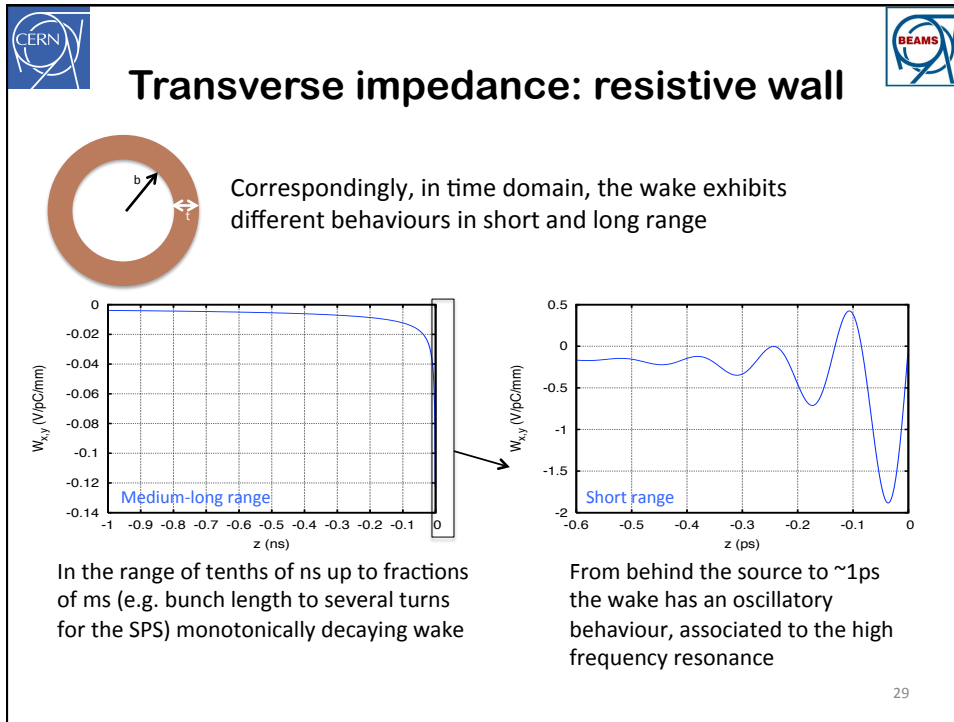 CERN
BEAMS
Transverse impedance: resistive wall
b
t
Correspondingly, in time domain, the wake exhibits
different behaviours in short and long range
0
-0.02
-0.04
-0.06
-0.08
-0.1
-0.12
-0.14
Wx,y (V/pC/mm)
Medium-long range
-1 -0.9 -0.8 -0.7 -0.6 -0.5 -0.4 -0.3 -0.2 -0.1 0
z (ns)
0.5
0
-0.5
-1
-1.5
-2
Wx,y (V/pC/mm)
Short range
-0.6 -0.5 -0.4 -0.3 -0.2 -0.1 0
z (ps)
In the range of tenths of ns up to fractions
of ms (e.g. bunch length to several turns
for the SPS) monotonically decaying wake
From behind the source to ~1ps
the wake has an oscillatory
behaviour, associated to the high
frequency resonance
29